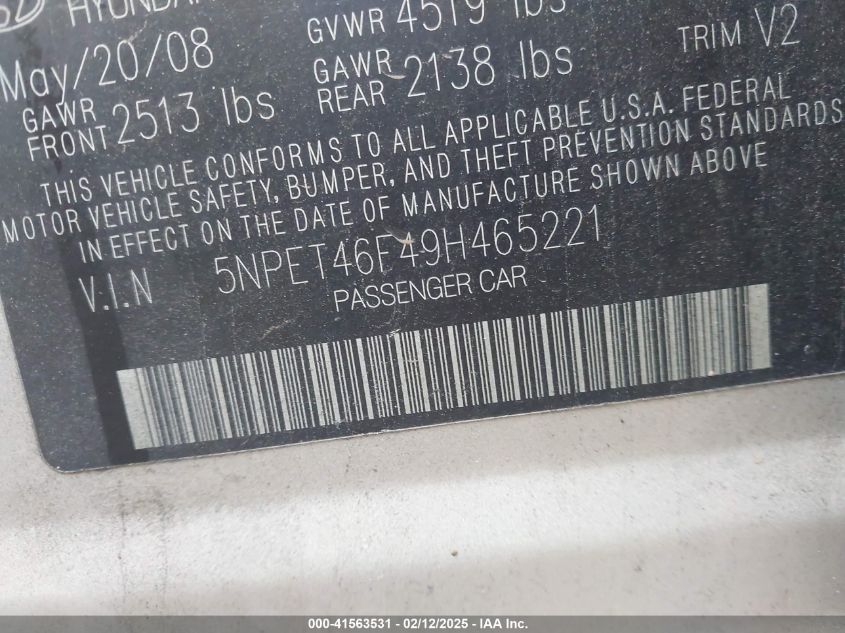 HYUNDAI
May/20/08 GVWR 4519 lbs
GAWR FRONT 2513 lbs GAWR REAR 2138 lbs TRIM V2
THIS VEHICLE CONFORMS TO ALL APPLICABLE U.S.A. FEDERAL
MOTOR VEHICLE SAFETY, BUMPER, AND THEFT PREVENTION STANDARDS
IN EFFECT ON THE DATE OF MANUFACTURE SHOWN ABOVE
V.I.N 5NPET46F49H465221
PASSENGER CAR
000-41563531 - 02/12/2025 - IAA Inc.